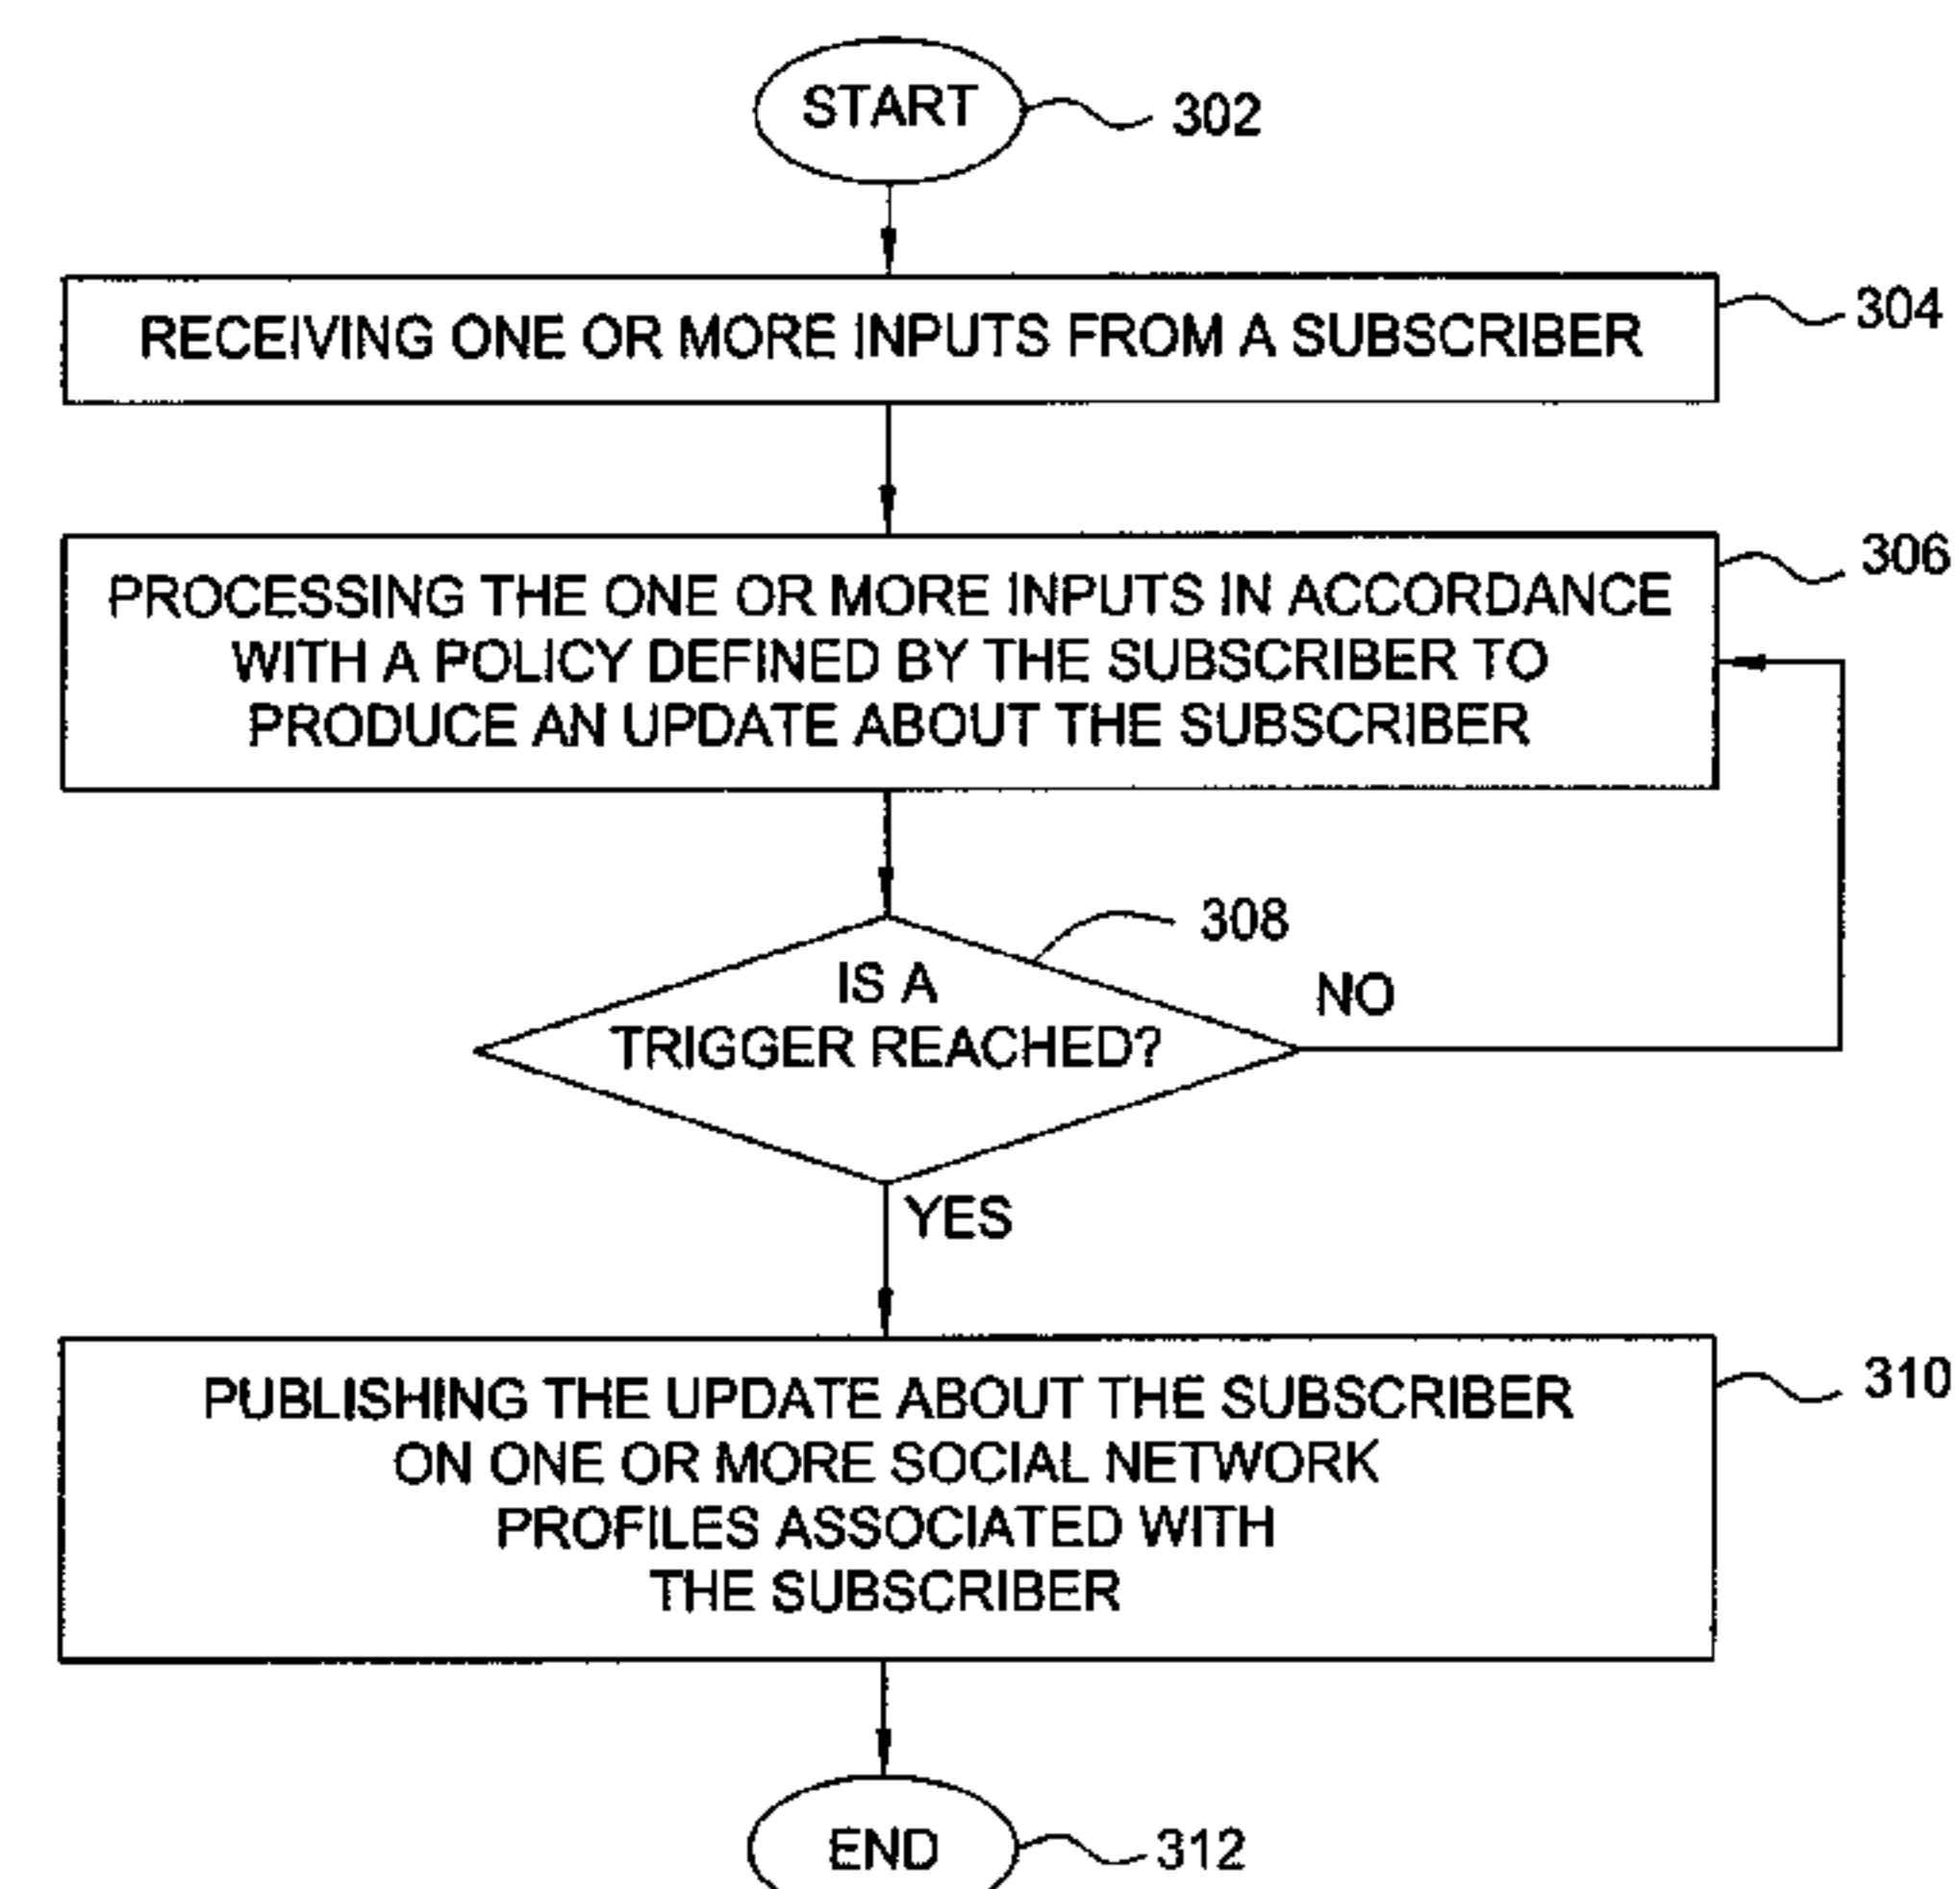 START
302
RECEIVING ONE OR MORE INPUTS FROM A SUBSCRIBER
304
PROCESSING THE ONE OR MORE INPUTS IN ACCORDANCE
WITH A POLICY DEFINED BY THE SUBSCRIBER TO
PRODUCE AN UPDATE ABOUT THE SUBSCRIBER
306
308
IS A
TRIGGER REACHED?
NO
YES
PUBLISHING THE UPDATE ABOUT THE SUBSCRIBER
ON ONE OR MORE SOCIAL NETWORK
PROFILES ASSOCIATED WITH
THE SUBSCRIBER
310
END
312